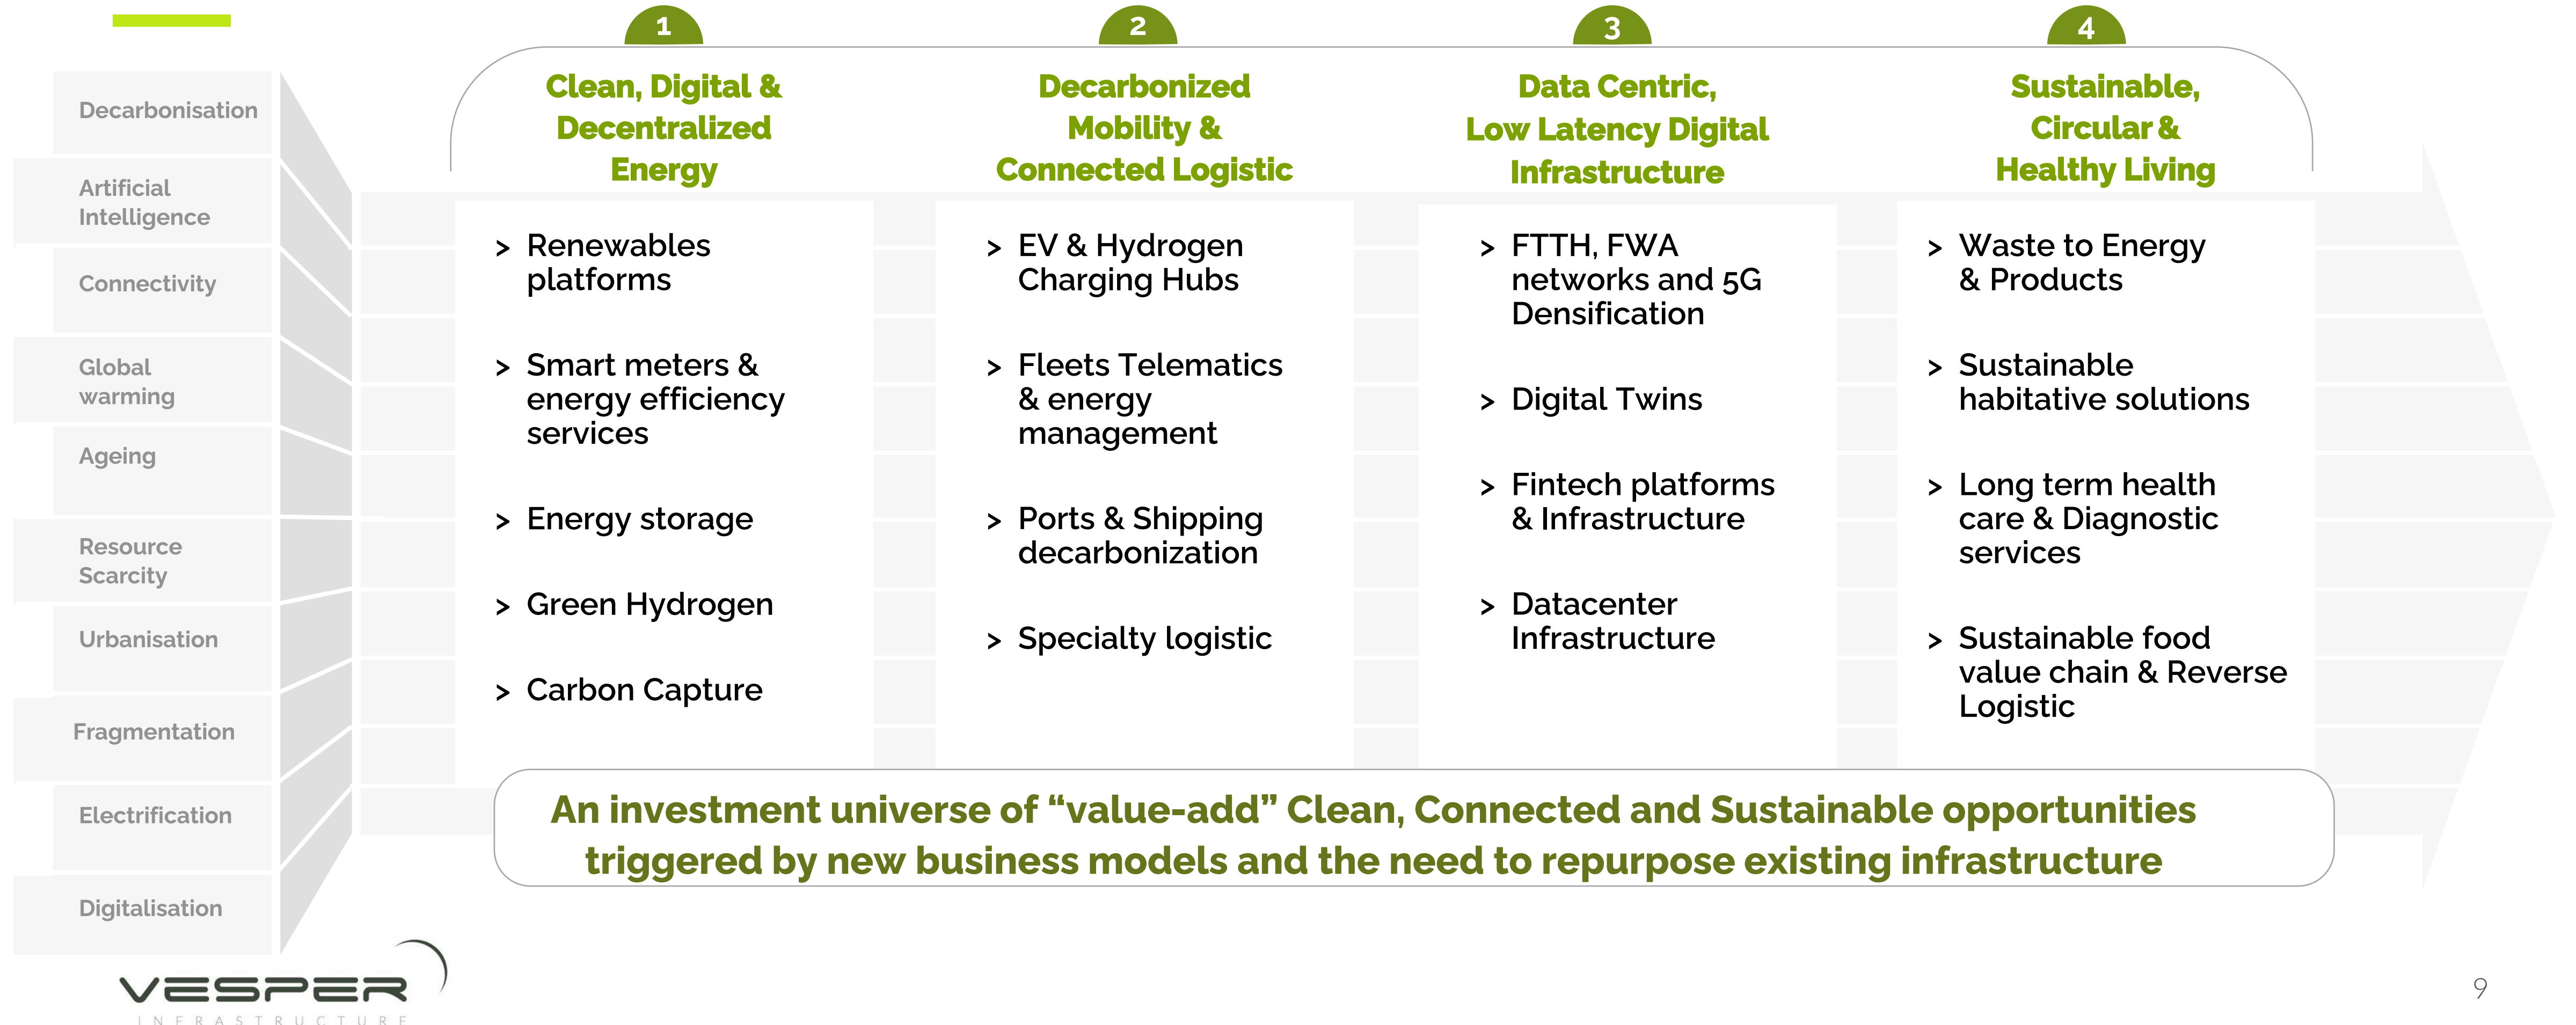 Decarbonisation
Artificial
Intelligence
Connectivity
Global
warming
Ageing
Resource
Scarcity
Urbanisation
Fragmentation
Electrification
Digitalisation
1
Clean, Digital &
Decentralized
Energy
> Renewables
platforms
> Smart meters &
energy efficiency
services
> Energy storage
> Green Hydrogen
> Carbon Capture
2
Decarbonized
Mobility &
Connected Logistic
> EV & Hydrogen
Charging Hubs
> Fleets Telematics
& energy
management
> Ports & Shipping
decarbonization
> Specialty logistic
3
Data Centric,
Low Latency Digital
Infrastructure
> FTTH, FWA
networks and 5G
Densification
> Digital Twins
> Fintech platforms
& Infrastructure
> Datacenter
Infrastructure
4
Sustainable,
Circular &
Healthy Living
> Waste to Energy
& Products
> Sustainable
habitative solutions
> Long term health
care & Diagnostic
services
> Sustainable food
value chain & Reverse
Logistic
An investment universe of “value-add” Clean, Connected and Sustainable opportunities
triggered by new business models and the need to repurpose existing infrastructure
VESPER
INFRASTRUCTURE
9